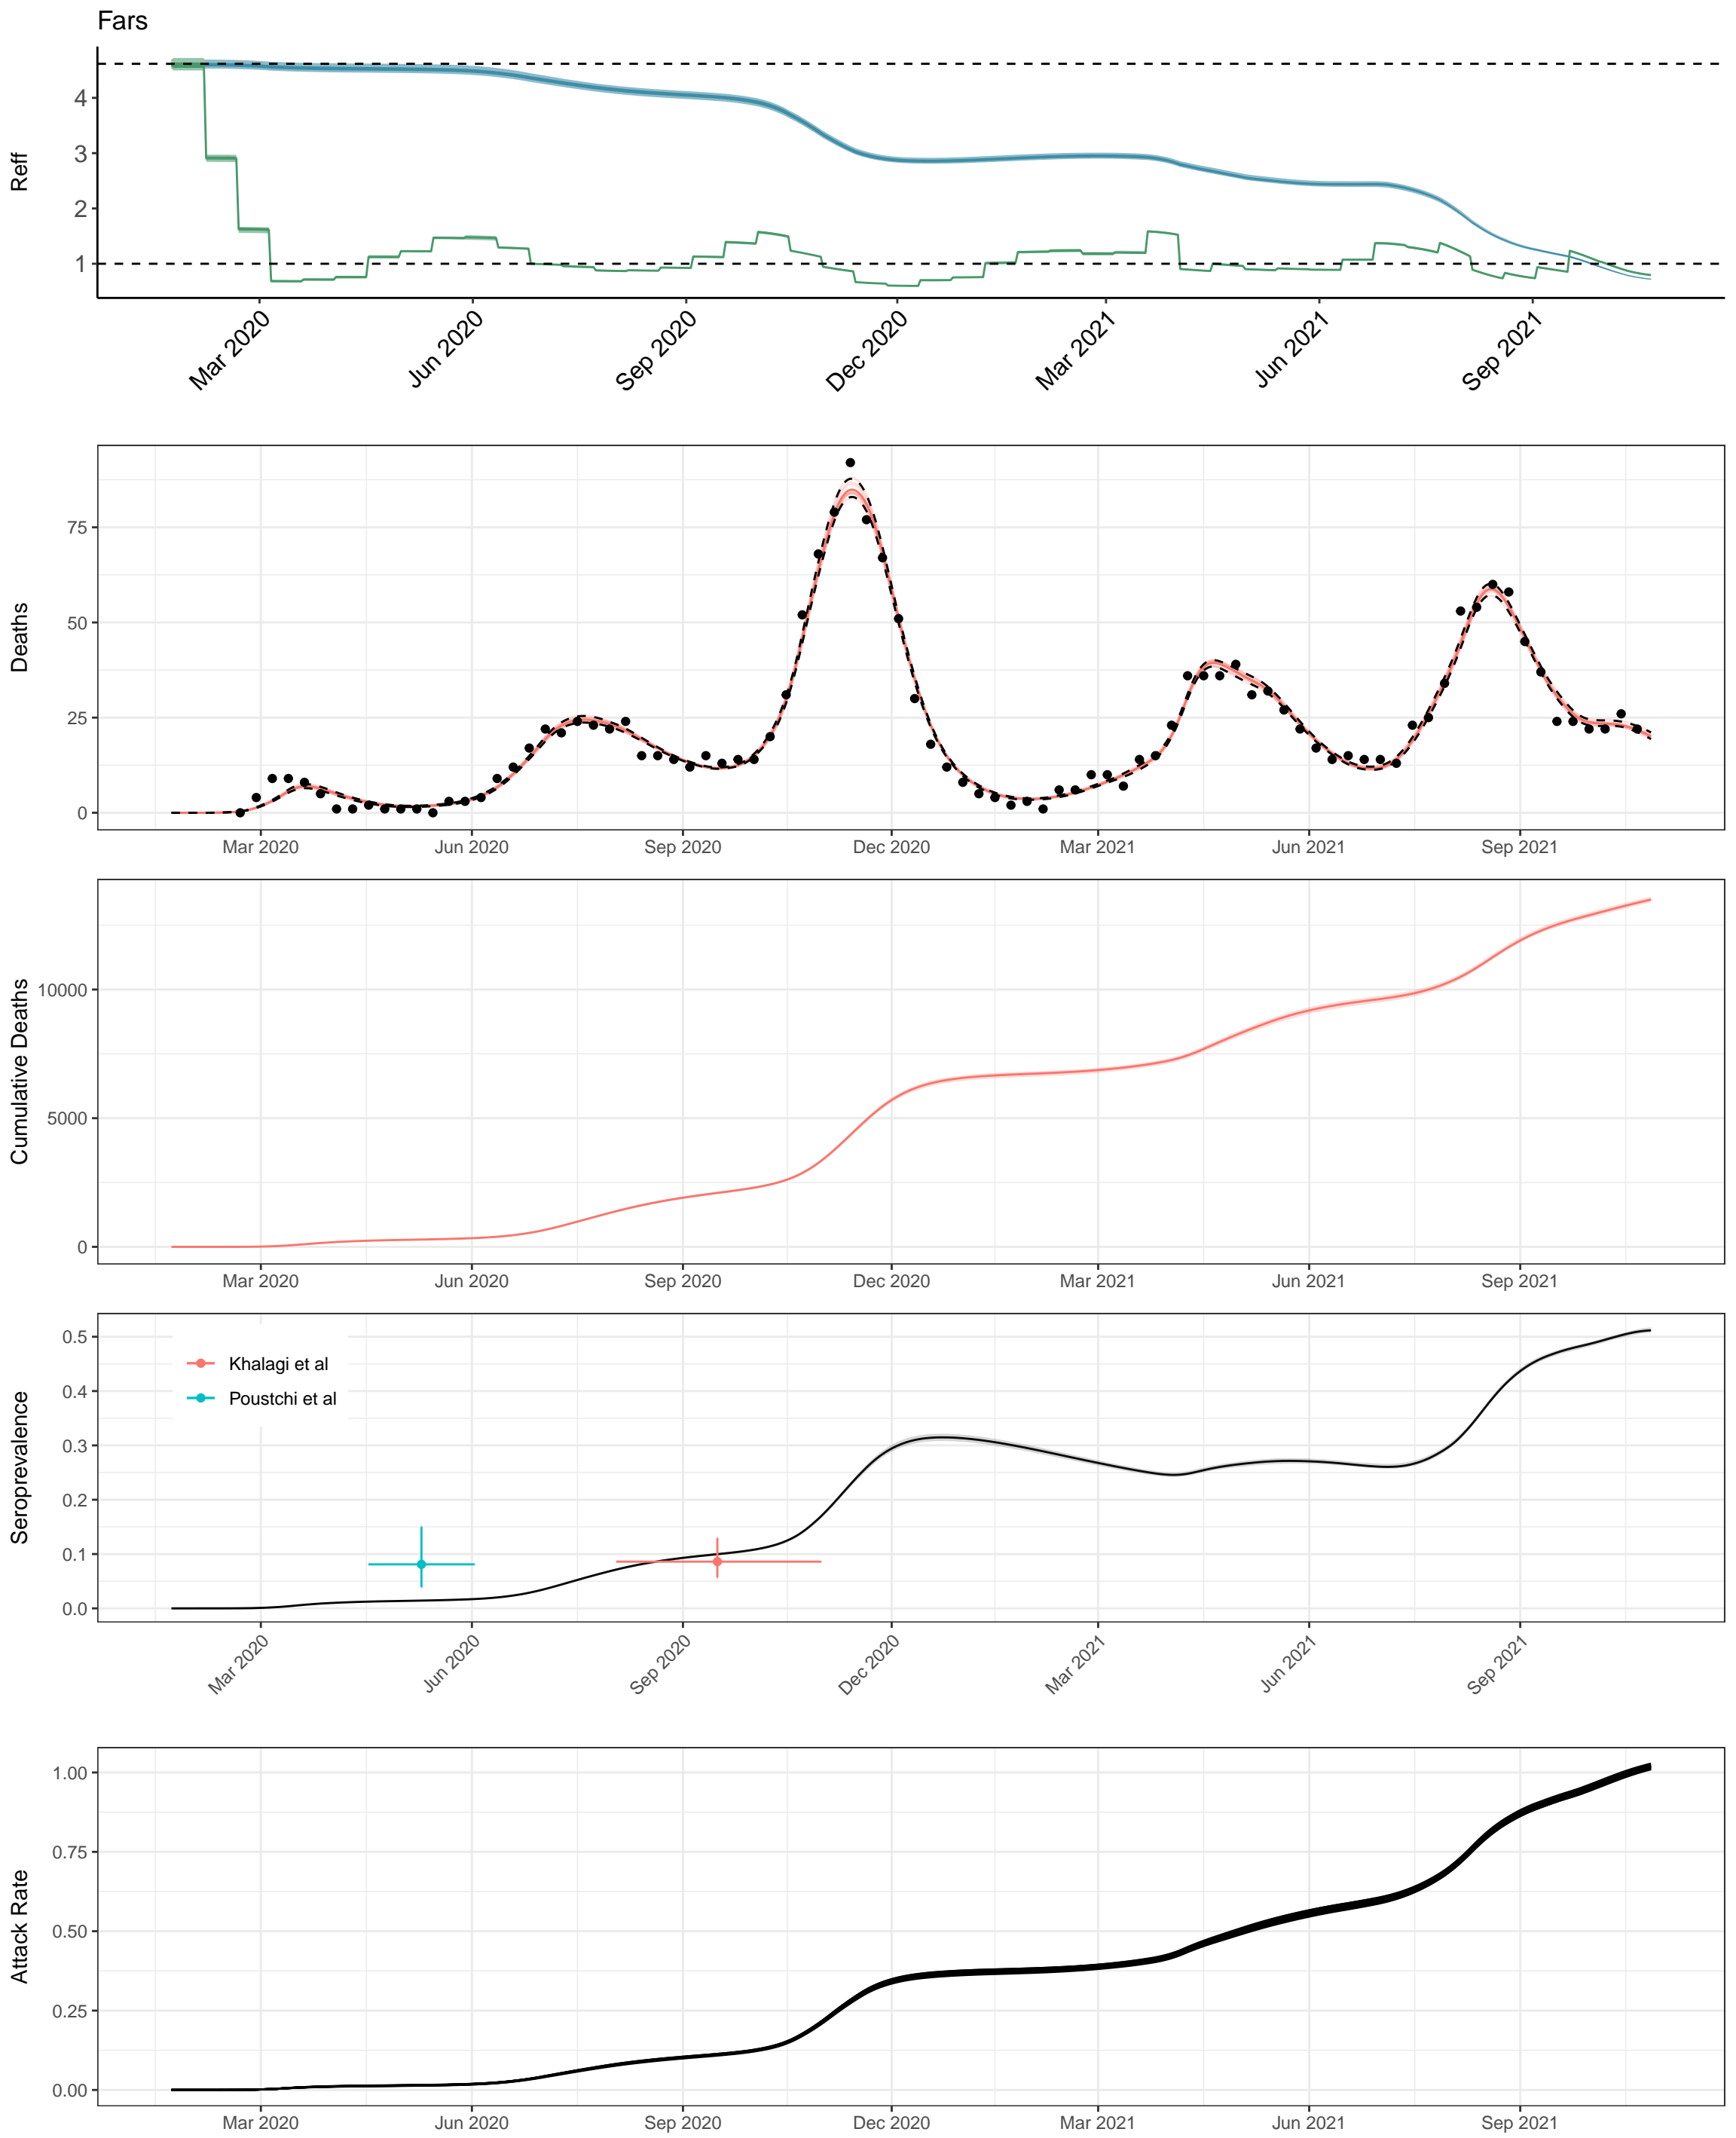 Fars
Reff
4
3
2
1
Mar 2020
Jun 2020
Sep 2020
Dec 2020
Mar 2021
Jun 2021
Sep 2021
Deaths
75
50
25
0
Mar 2020
Jun 2020
Sep 2020
Dec 2020
Mar 2021
Jun 2021
Sep 2021
Cumulative Deaths
10000
5000
0
Mar 2020
Jun 2020
Sep 2020
Dec 2020
Mar 2021
Jun 2021
Sep 2021
Seroprevalence
0.5
0.4
0.3
0.2
0.1
0.0
Khalagi et al
Poustchi et al
Mar 2020
Jun 2020
Sep 2020
Dec 2020
Mar 2021
Jun 2021
Sep 2021
Attack Rate
1.00
0.75
0.50
0.25
0.00
Mar 2020
Jun 2020
Sep 2020
Dec 2020
Mar 2021
Jun 2021
Sep 2021